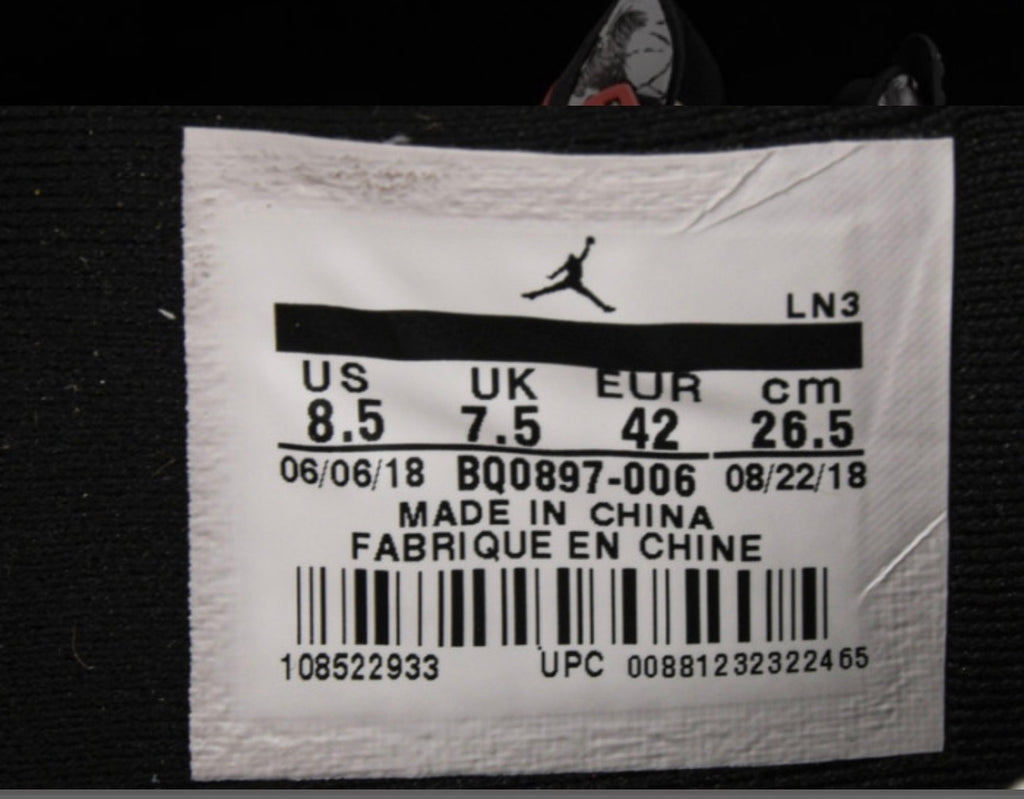 LN3
US UK EUR cm
8.5 7.5 42 26.5
06/06/18 BQ0897-006 08/22/18
MADE IN CHINA
FABRIQUE EN CHINE
108522933 UPC 00881232322465